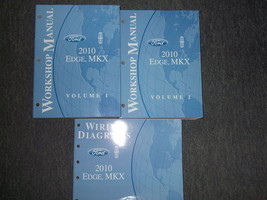 WORKSHOP MANUAL
Ford
2010
EDGE, MKX
VOLUME 1
WORKSHOP MANUAL
Ford
2010
EDGE, MKX
VOLUME 2
WIRING
DIAGRAMS
Ford
2010
EDGE, MKX